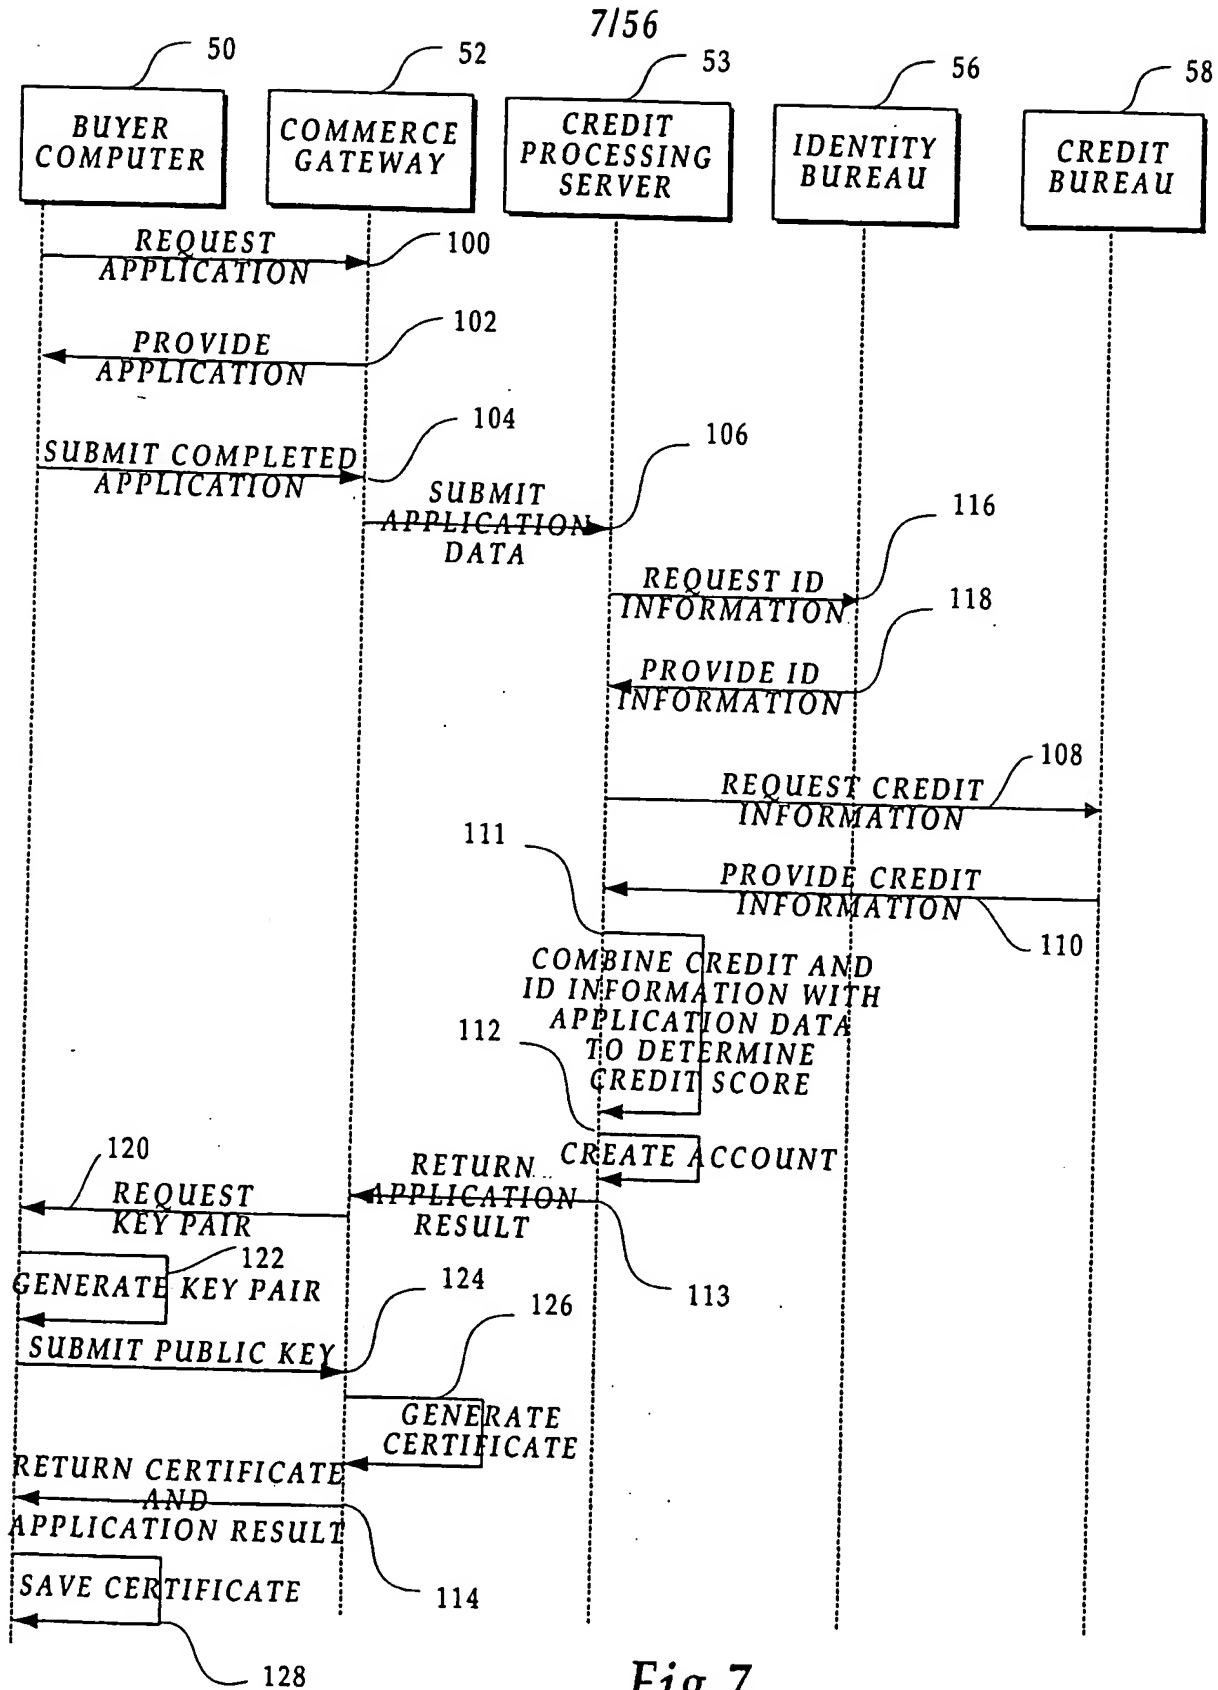 7/56
50
52
53
56
58
BUYER
COMPUTER
COMMERCE
GATEWAY
CREDIT
PROCESSING
SERVER
IDENTITY
BUREAU
CREDIT
BUREAU
REQUEST
APPLICATION
100
PROVIDE
APPLICATION
102
SUBMIT COMPLETED
APPLICATION
104
SUBMIT
APPLICATION
DATA
106
REQUEST ID
INFORMATION
116
PROVIDE ID
INFORMATION
118
REQUEST CREDIT
INFORMATION
108
PROVIDE CREDIT
INFORMATION
110
111
COMBINE CREDIT AND
ID INFORMATION WITH
APPLICATION DATA
TO DETERMINE
CREDIT SCORE
112
CREATE ACCOUNT
RETURN
APPLICATION
RESULT
113
120
REQUEST
KEY PAIR
122
GENERATE KEY PAIR
124
SUBMIT PUBLIC KEY
126
GENERATE
CERTIFICATE
RETURN CERTIFICATE
AND
APPLICATION RESULT
114
SAVE CERTIFICATE
128
Fig. 7